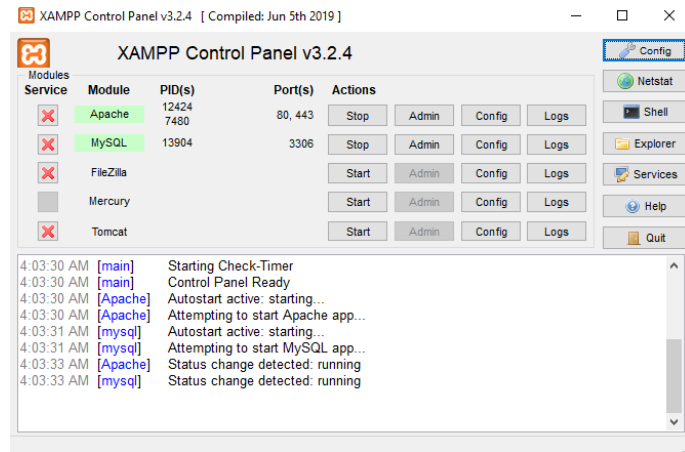 XAMPP Control Panel v3.2.4 [ Compiled: Jun 5th 2019 ]
XAMPP Control Panel v3.2.4
Config
Modules
Service Module PID(s) Port(s) Actions
Netstat
Apache 12424 7480 80, 443 Stop Admin Config Logs
Shell
MySQL 13904 3306 Stop Admin Config Logs
Explorer
FileZilla Start Admin Config Logs
Services
Mercury Start Admin Config Logs
Help
Tomcat Start Admin Config Logs
Quit
4:03:30 AM [main] Starting Check-Timer
4:03:30 AM [main] Control Panel Ready
4:03:30 AM [Apache] Autostart active: starting...
4:03:30 AM [Apache] Attempting to start Apache app...
4:03:31 AM [mysql] Autostart active: starting...
4:03:31 AM [mysql] Attempting to start MySQL app...
4:03:33 AM [Apache] Status change detected: running
4:03:33 AM [mysql] Status change detected: running